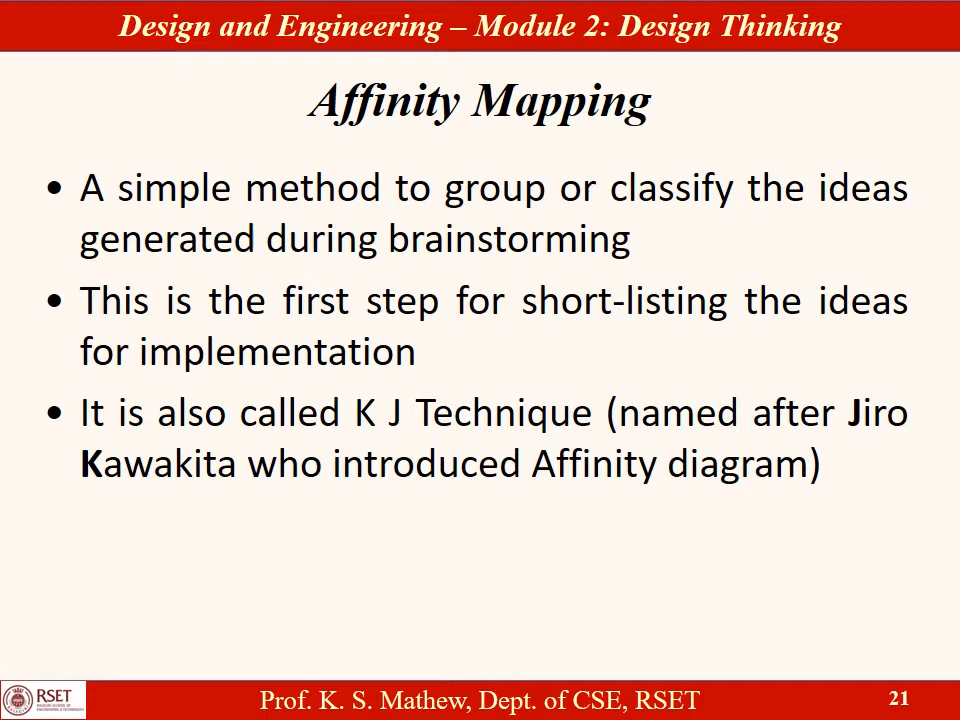 Design and Engineering – Module 2: Design Thinking
Affinity Mapping
• A simple method to group or classify the ideas
generated during brainstorming
• This is the first step for short-listing the ideas
for implementation
• It is also called K J Technique (named after Jiro
Kawakita who introduced Affinity diagram)
RSET
Prof. K. S. Mathew, Dept. of CSE, RSET
21